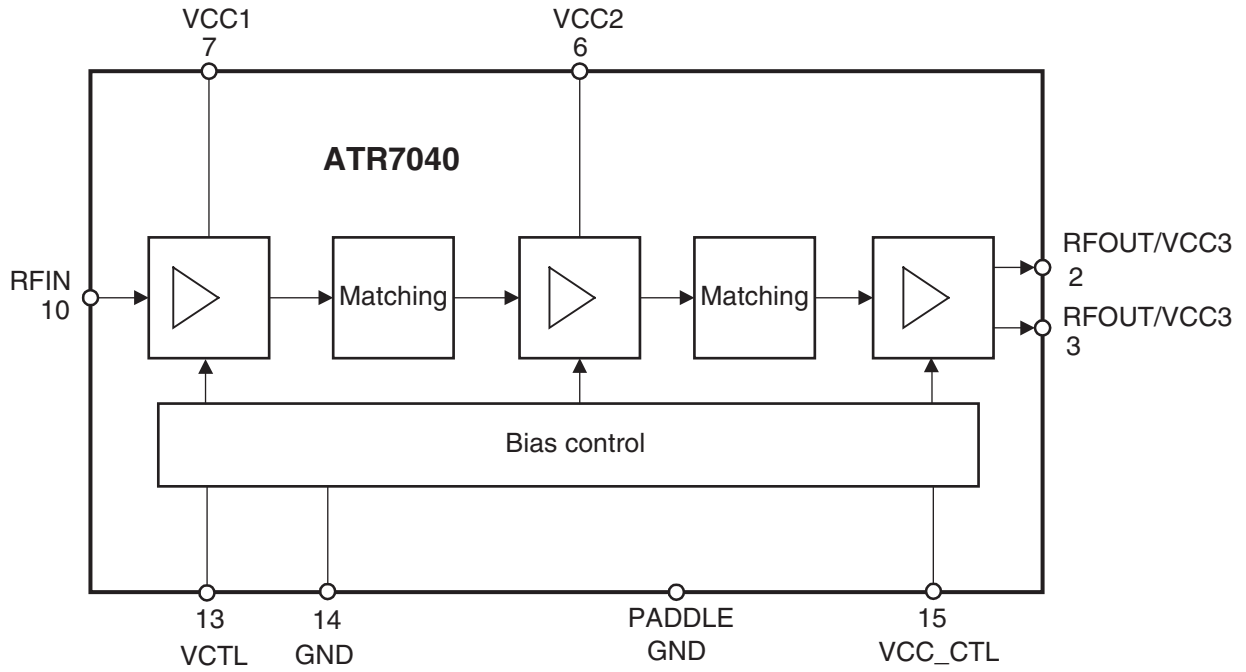 VCC1
7
VCC2
6
ATR7040
RFIN
10
Matching
Matching
RFOUT/VCC3
2
RFOUT/VCC3
3
Bias control
13
VCTL
14
GND
PADDLE
GND
15
VCC_CTL